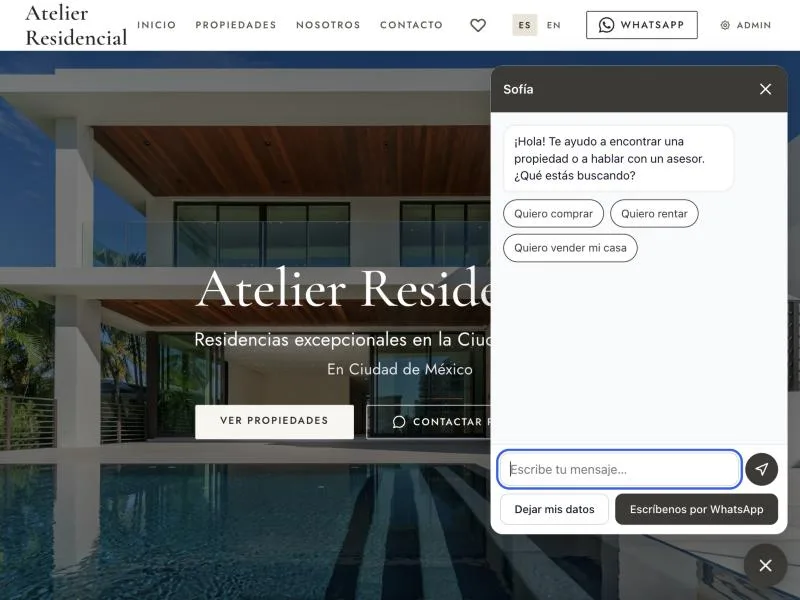 Atelier
Residencial
INICIO
PROPIEDADES
NOSOTROS
CONTACTO
ES
EN
WHATSAPP
ADMIN
Atelier Reside
Residencias excepcionales en la Ciud
En Ciudad de México
VER PROPIEDADES
CONTACTAR
Sofía
¡Hola! Te ayudo a encontrar una
propiedad o a hablar con un asesor.
¿Qué estás buscando?
Quiero comprar
Quiero rentar
Quiero vender mi casa
Escribe tu mensaje...
Dejar mis datos
Escríbenos por WhatsApp